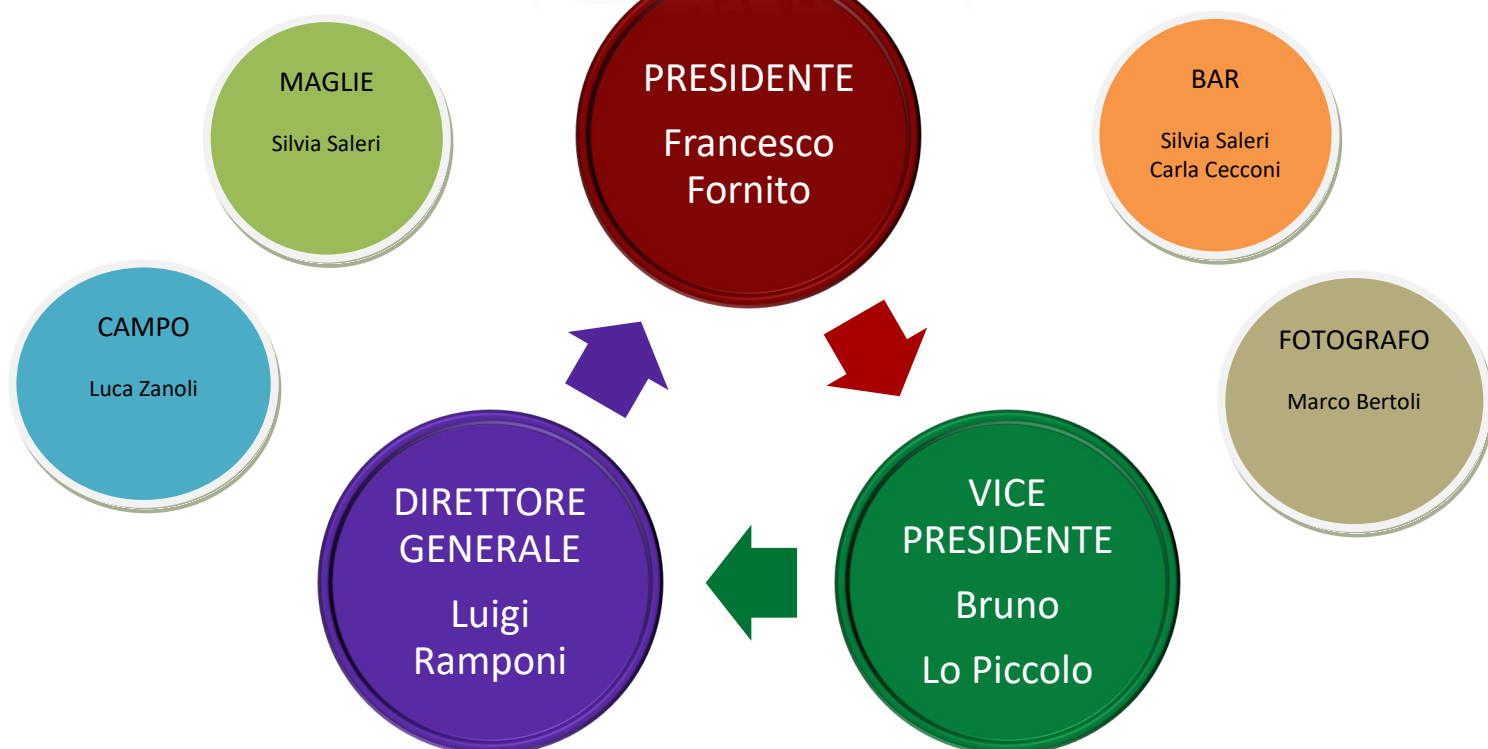 MAGLIE
Silvia Saleri
PRESIDENTE
Francesco
Fornito
BAR
Silvia Saleri
Carla Cecconi
CAMPO
Luca Zanoli
FOTOGRAFO
Marco Bertoli
DIRETTORE
GENERALE
Luigi
Ramponi
VICE
PRESIDENTE
Bruno
Lo Piccolo